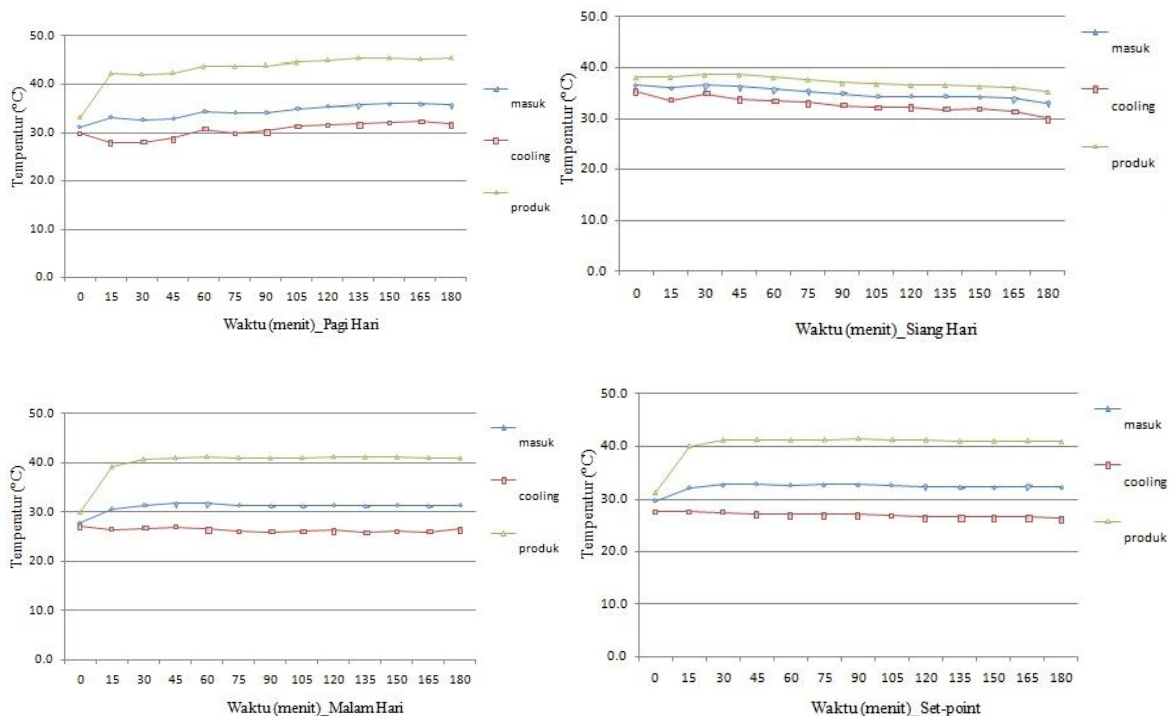 50.0
40.0
30.0
20.0
10.0
0.0
Temperatur (°C)
0 15 30 45 60 75 90 105 120 135 150 165 180
Waktu (menit)_Pagi Hari
masuk
cooling
produk
50.0
40.0
30.0
20.0
10.0
0.0
Temperatur (°C)
0 15 30 45 60 75 90 105 120 135 150 165 180
Waktu (menit)_Siang Hari
masuk
cooling
produk
50.0
40.0
30.0
20.0
10.0
0.0
Temperatur (°C)
0 15 30 45 60 75 90 105 120 135 150 165 180
Waktu (menit)_Malam Hari
masuk
cooling
produk
50.0
40.0
30.0
20.0
10.0
0.0
Temperatur (°C)
0 15 30 45 60 75 90 105 120 135 150 165 180
Waktu (menit)_Set-point
masuk
cooling
produk